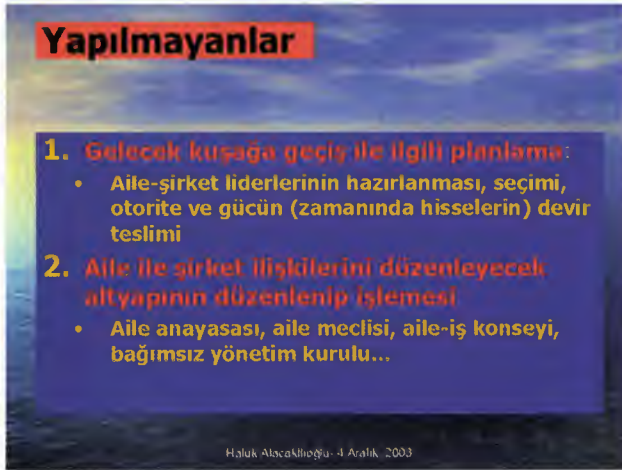 Yapılmayanlar
1. Gelecek kuşağa geçiş ile ilgili planlama:
• Aile-şirket liderlerinin hazırlanması, seçimi,
otorite ve gücün (zamanında hisselerin) devir
teslimi
2. Aile ile şirket ilişkilerini düzenleyecek
altyapının düzenlenip işlemesi
• Aile anayasası, aile meclisi, aile-iş konseyi,
bağımsız yönetim kurulu...
Haluk Alacaklıoğlu- 4 Aralık, 2003